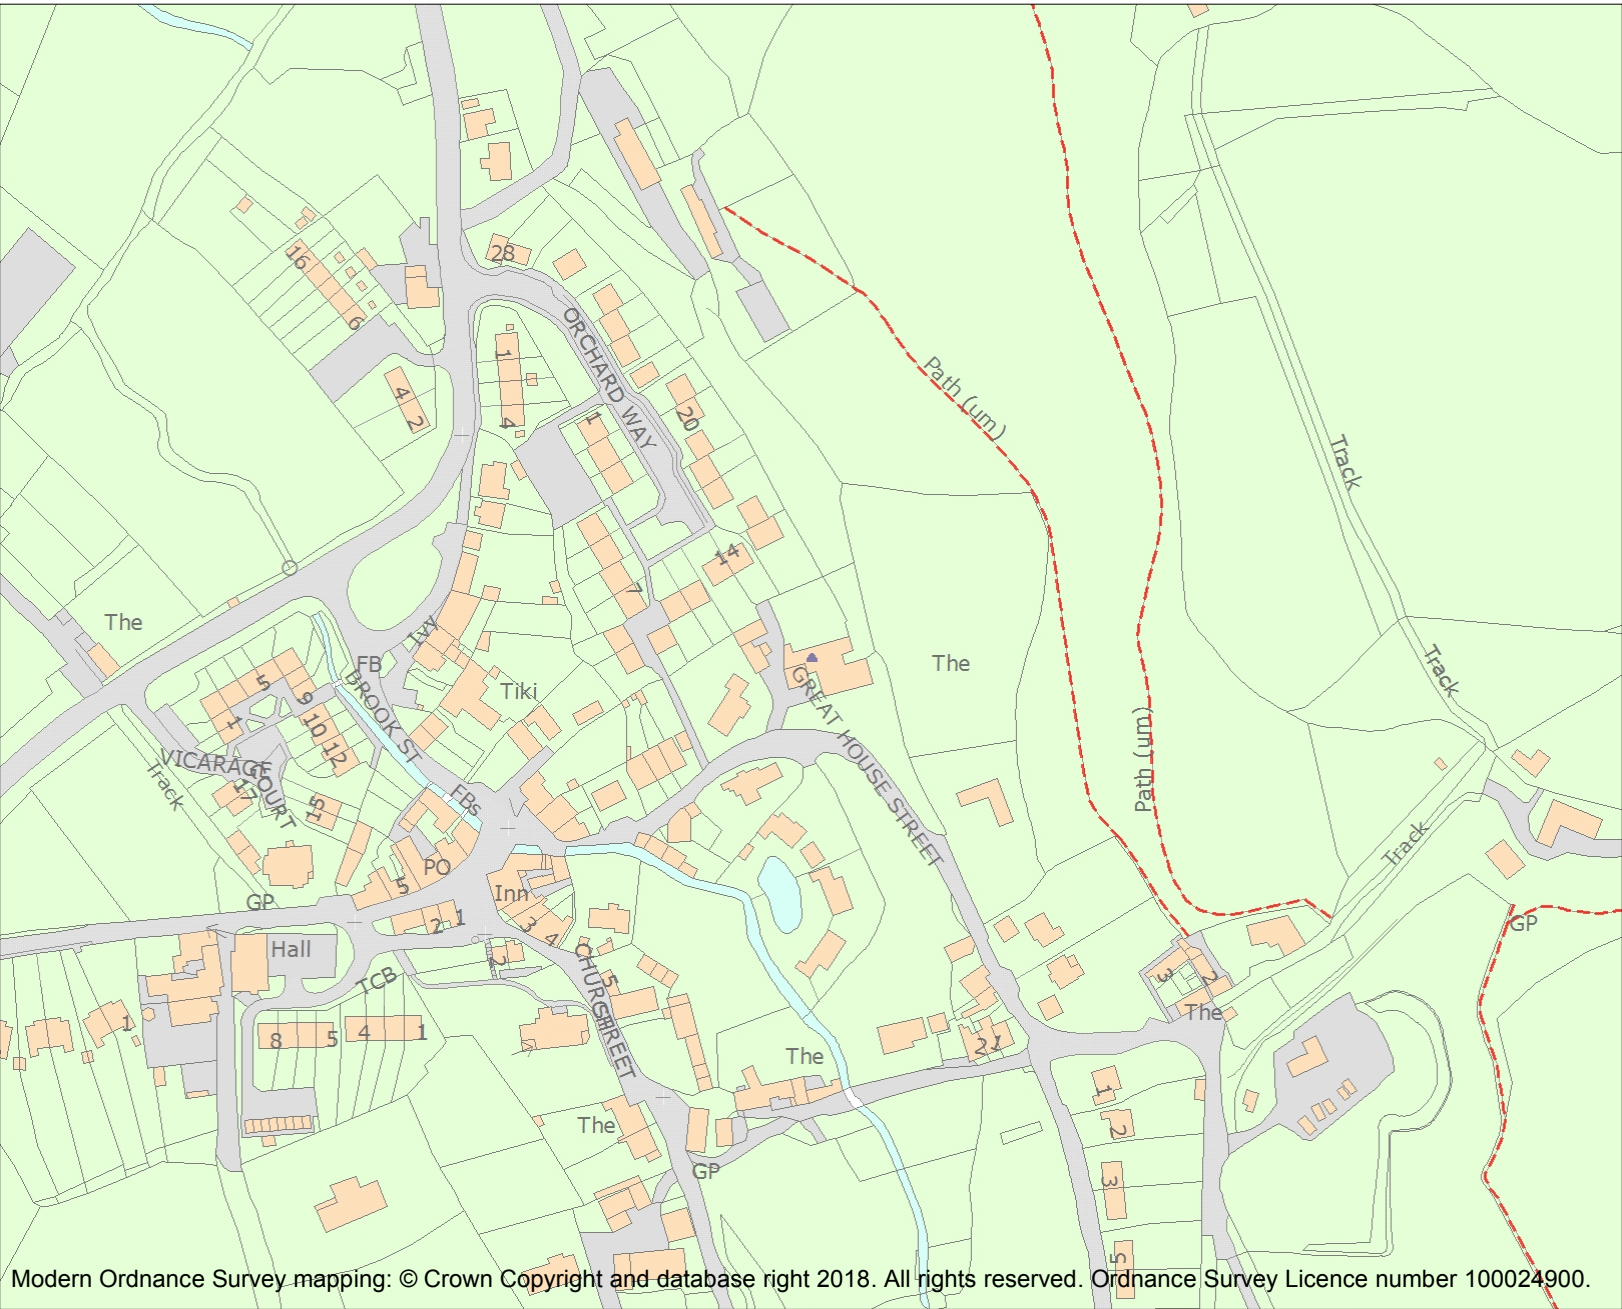 28
16
6
ORCHARD WAY
1
4
4
2
1
20
Path (um)
Track
14
7
The
Ivy
FB
BROOK ST
Tiki
The
Track
GREAT HOUSE STREET
Path (um)
5
9
1
10
12
VICARAGE
COURT
Track
17
15
FBs
Track
PO
5
Inn
GP
2
1
3
4
GP
Hall
2
CHURCH
STREET
5
3
2
TCB
The
1
8
5
4
1
The
21
1
2
The
GP
3
5
Modern Ordnance Survey mapping: © Crown Copyright and database right 2018. All rights reserved. Ordnance Survey Licence number 100024900.